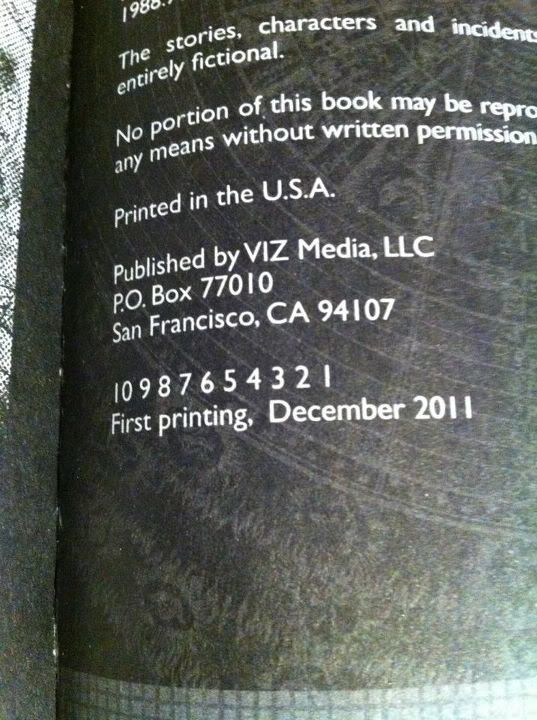 1988.
The stories, characters and incidents
entirely fictional.
No portion of this book may be repro
any means without written permission
Printed in the U.S.A.
Published by VIZ Media, LLC
P.O. Box 77010
San Francisco, CA 94107
10 9 8 7 6 5 4 3 2 1
First printing, December 2011